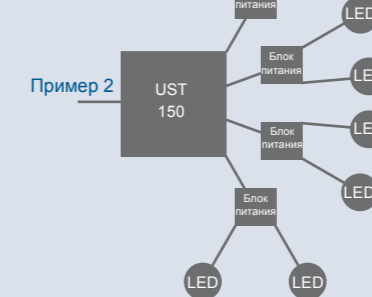 питания
LED
Блок
питания
LED
Пример 2
UST
150
Блок
питания
LED
LED
Блок
питания
LED
LED